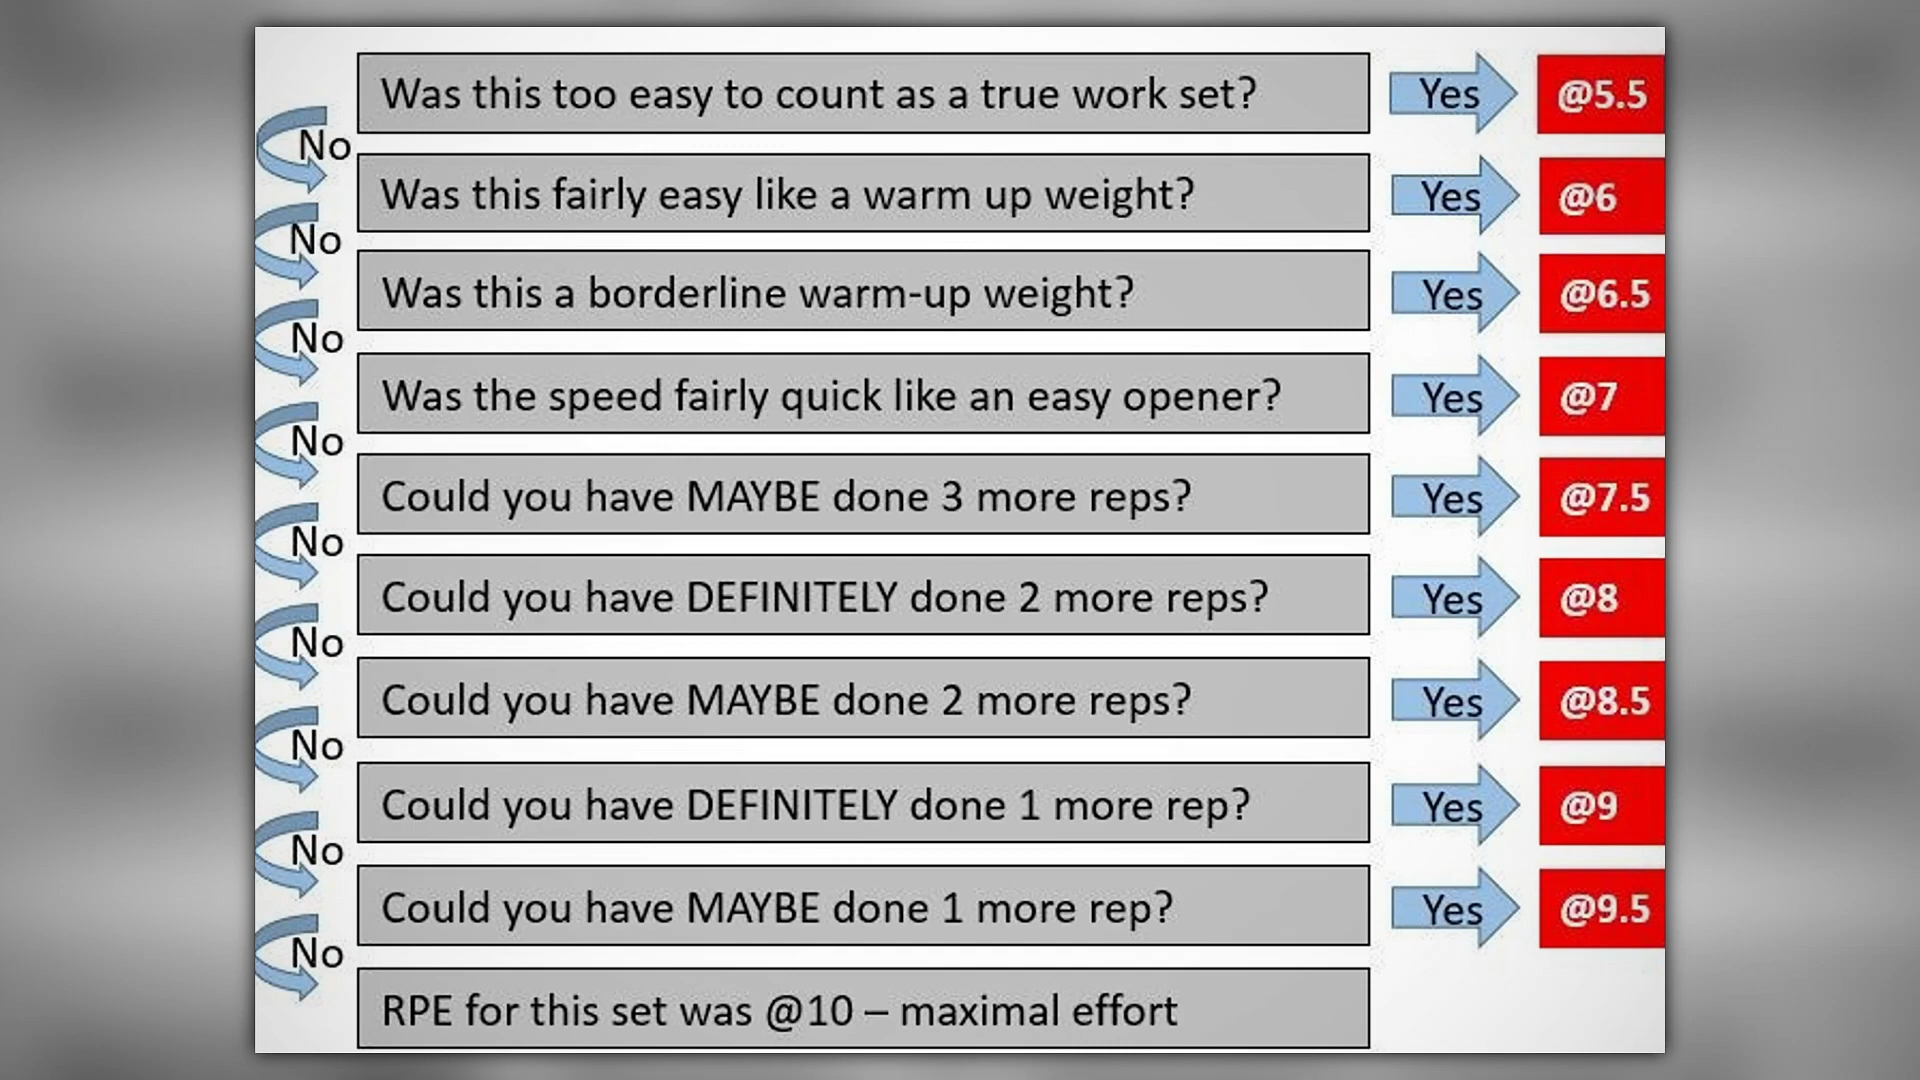 Was this too easy to count as a true work set? Yes @5.5
No
Was this fairly easy like a warm up weight? Yes @6
No
Was this a borderline warm-up weight? Yes @6.5
No
Was the speed fairly quick like an easy opener? Yes @7
No
Could you have MAYBE done 3 more reps? Yes @7.5
No
Could you have DEFINITELY done 2 more reps? Yes @8
No
Could you have MAYBE done 2 more reps? Yes @8.5
No
Could you have DEFINITELY done 1 more rep? Yes @9
No
Could you have MAYBE done 1 more rep? Yes @9.5
No
RPE for this set was @10 – maximal effort